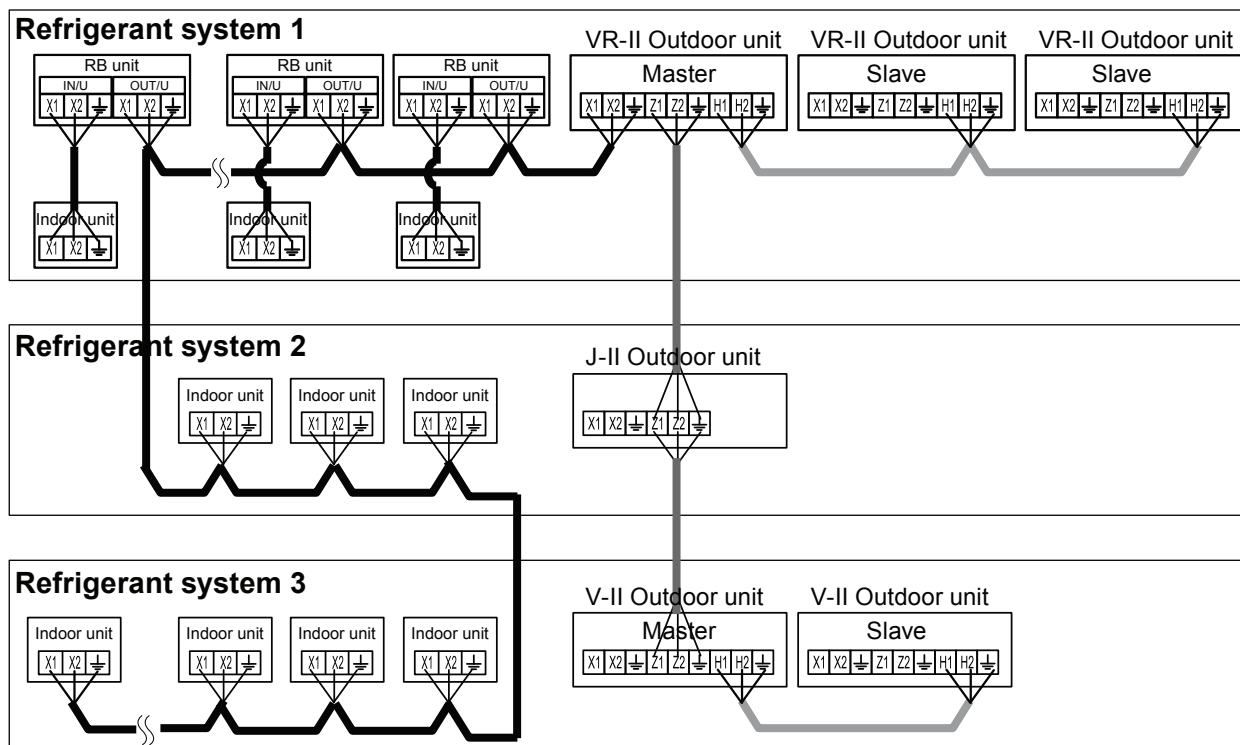 Refrigerant system 1
VR-II Outdoor unit VR-II Outdoor unit VR-II Outdoor unit
RB unit RB unit RB unit
Master Slave Slave
IN/U OUT/U IN/U OUT/U IN/U OUT/U
X1 X2 X1 X2 X1 X2 X1 X2 X1 X2 X1 X2 X1 X2 Z1 Z2 H1 H2 X1 X2 Z1 Z2 H1 H2 X1 X2 Z1 Z2 H1 H2
Indoor unit Indoor unit Indoor unit
X1 X2 X1 X2 X1 X2
Refrigerant system 2
J-II Outdoor unit
Indoor unit Indoor unit Indoor unit
X1 X2 X1 X2 X1 X2 X1 X2 Z1 Z2
Refrigerant system 3
V-II Outdoor unit V-II Outdoor unit
Indoor unit Indoor unit Indoor unit Indoor unit Master Slave
X1 X2 X1 X2 X1 X2 X1 X2 X1 X2 Z1 Z2 H1 H2 X1 X2 Z1 Z2 H1 H2